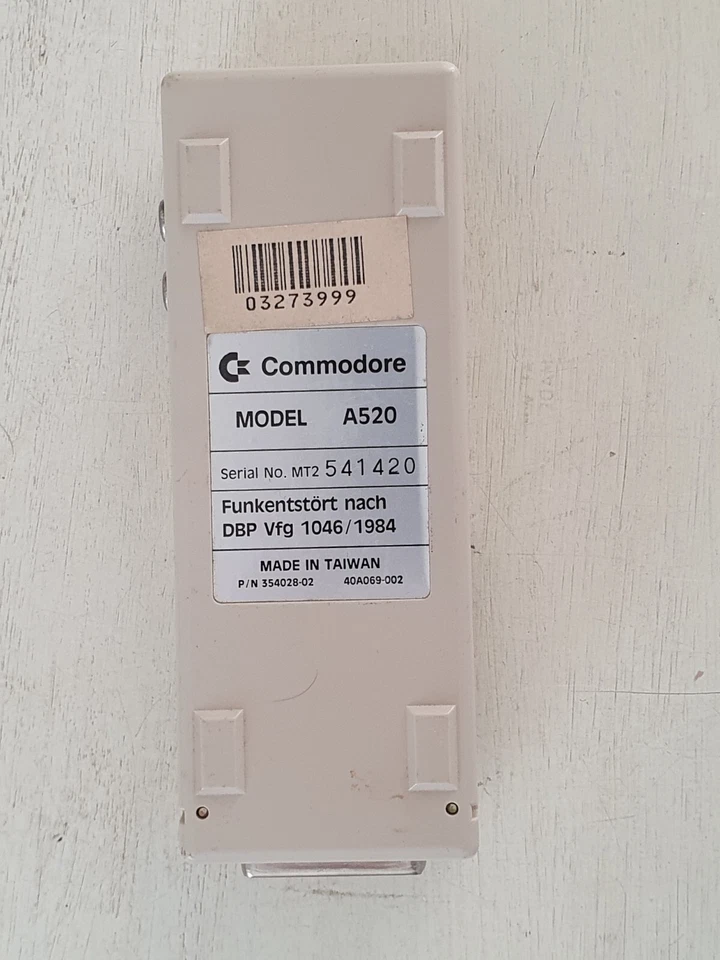 03273999
Commodore
MODEL A520
Serial No. MT2 541420
Funkentstört nach
DBP Vfg 1046/1984
MADE IN TAIWAN
P/N 354028-02 40A069-002